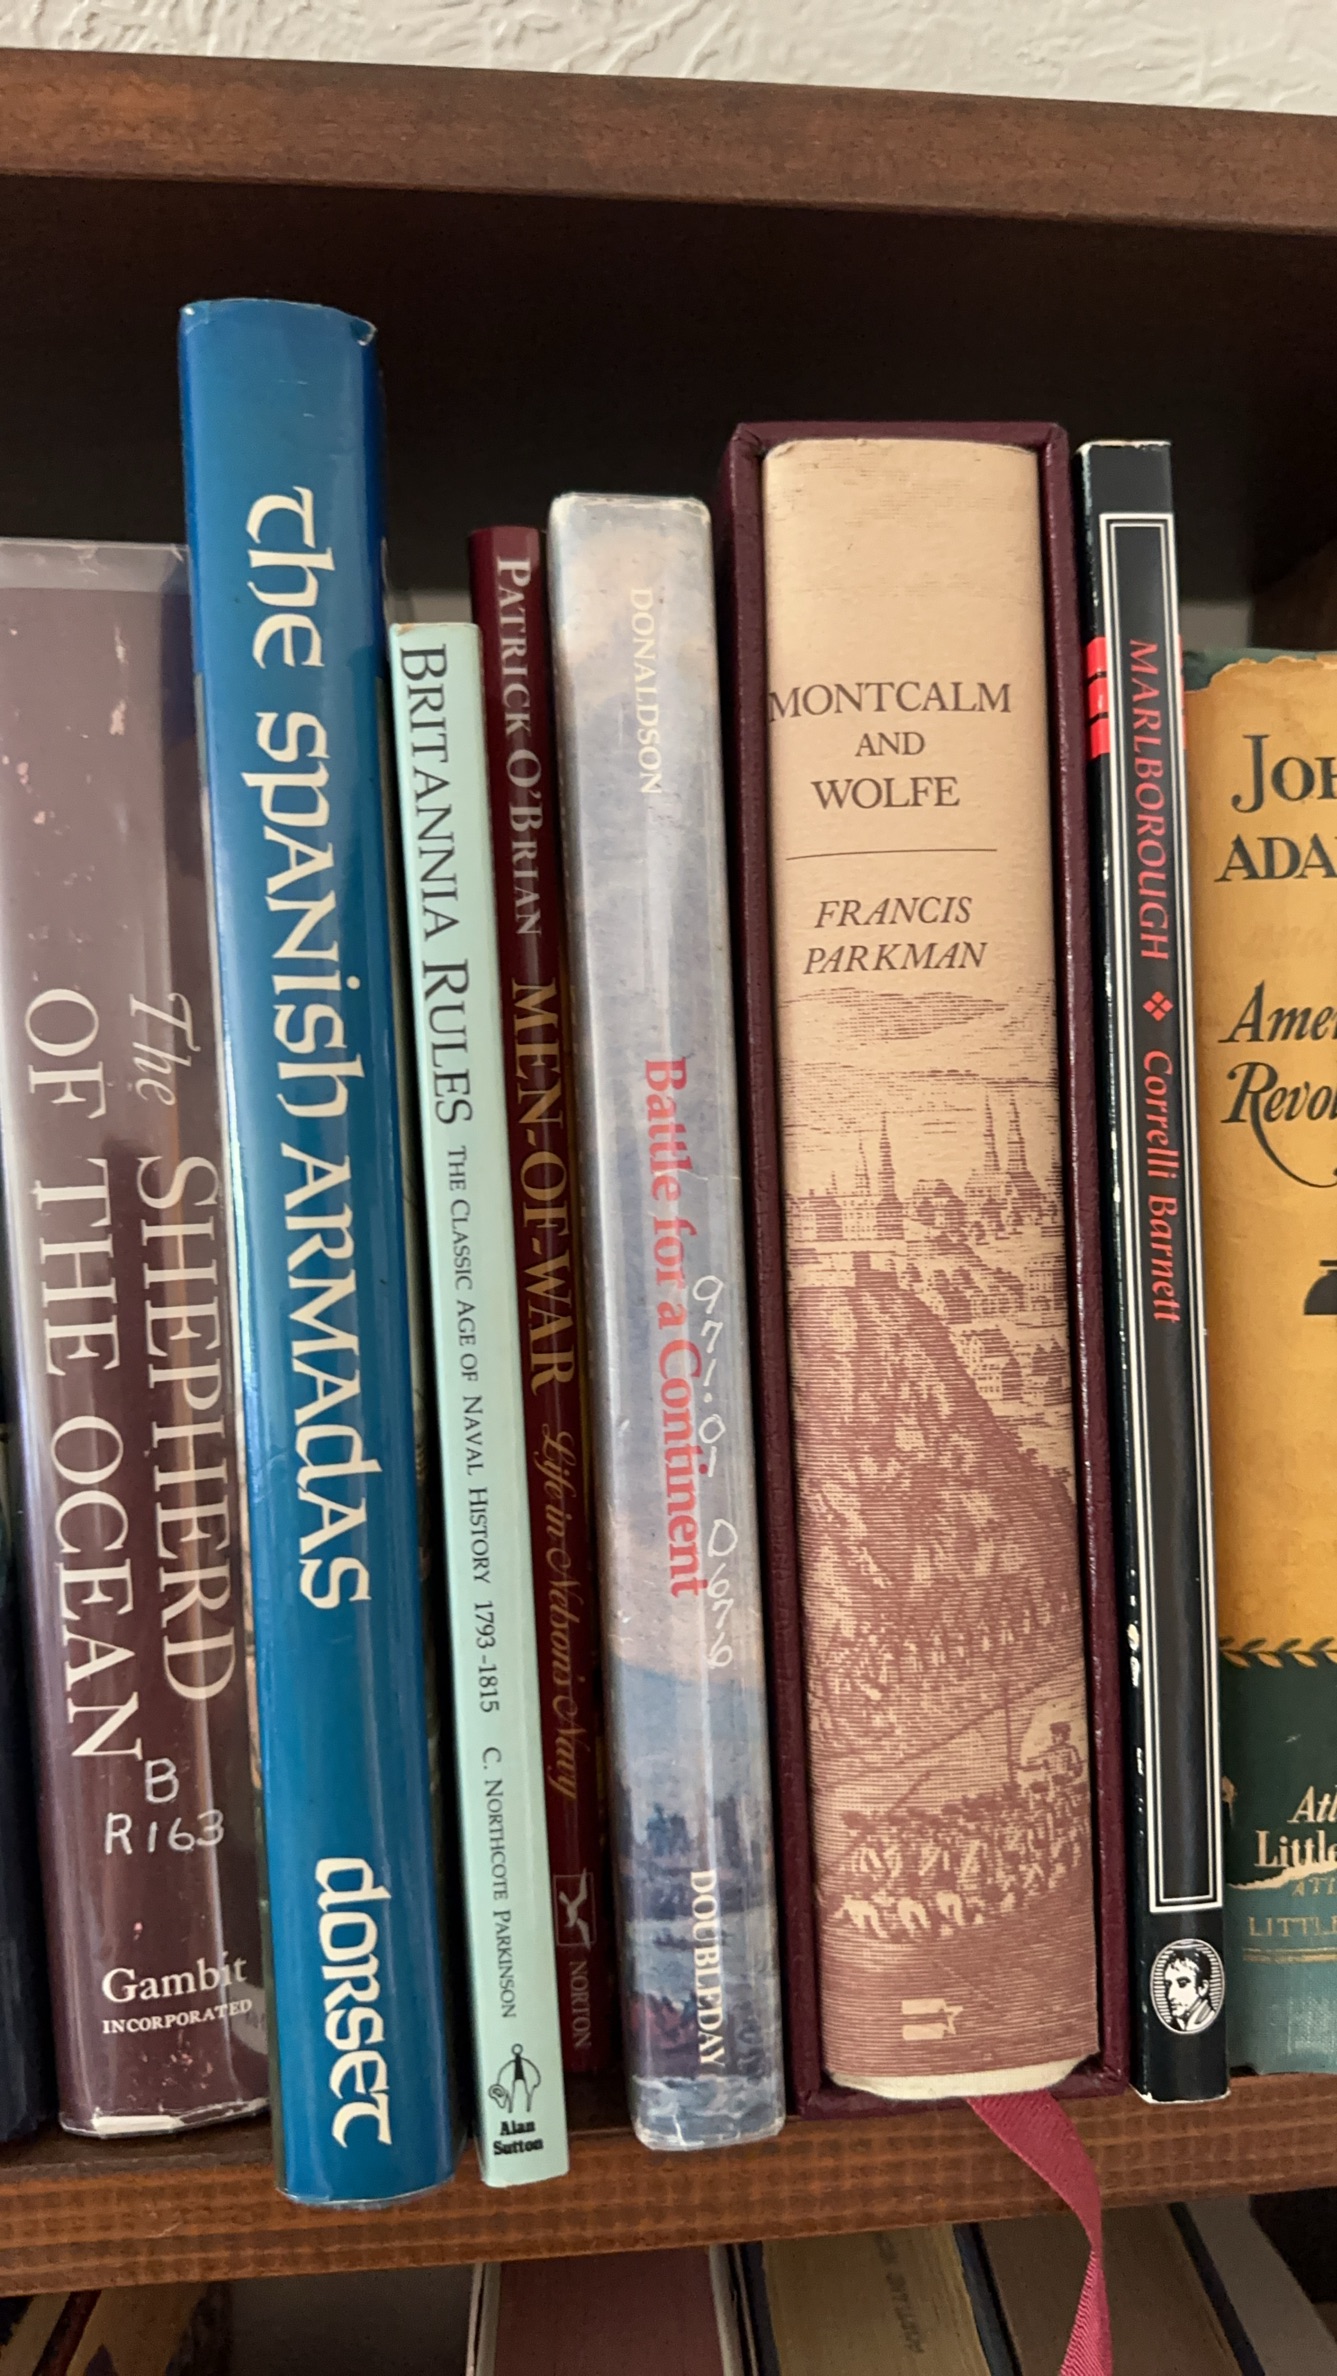 The SHEPHERD
OF THE OCEAN
B
R163
Gambit
INCORPORATED
The SPANISH ARMADAS
dorset
BRITANNIA RULES THE CLASSIC AGE OF NAVAL HISTORY 1793-1815 C. NORTHCOTE PARKINSON
Alan
Sutton
PATRICK O'BRIAN MEN-OF-WAR Life in Nelson's Navy
NORTON
DONALDSON
Battle for a Continent
971.01
DOUBLEDAY
MONTCALM
AND
WOLFE
FRANCIS
PARKMAN
MARLBOROUGH ❖ Correlli Barnett